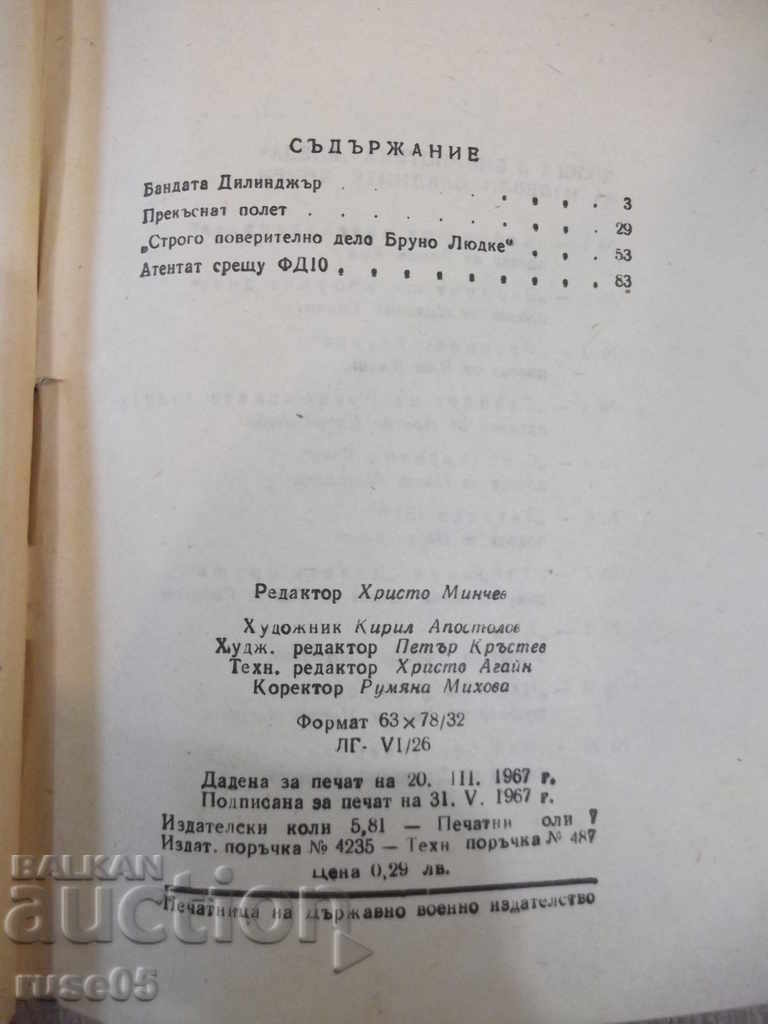 СЪДЪРЖАНИЕ
Бандата Дилинджър . . . . . . 3
Прекъснат полет . . . . . . . 29
„Строго поверително дело Бруно Людке“ . . . . 53
Атентат срещу ФД10 . . . . . . . . . 83
Редактор Христо Минчев
Художник Кирил Апостолов
Худж. редактор Петър Кръстев
Техн. редактор Христо Агайн
Коректор Румяна Михова
Формат 63×78/32
ЛГ- VI/26
Дадена за печат на 20. III. 1967 г.
Подписана за печат на 31. V. 1967 г.
Издателски коли 5,81 — Печатни оли 7
Издат. поръчка № 4235 — Техн поръчка № 487
Цена 0,29 лв.
Печатница на Държавно военно издателство
BALKAN
auction
ruse05